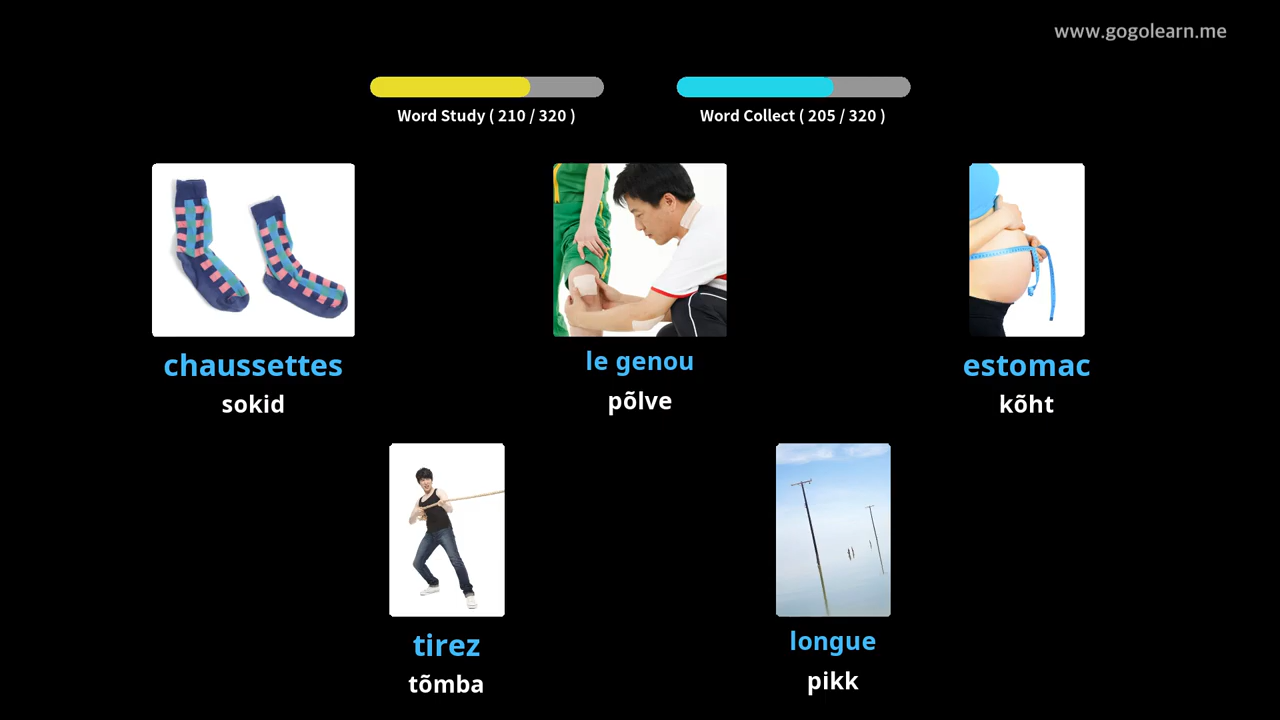 www.gogolearn.me
Word Study ( 210 / 320 )
Word Collect ( 205 / 320 )
chaussettes
sokid
le genou
põlve
estomac
kõht
tirez
tõmba
longue
pikk